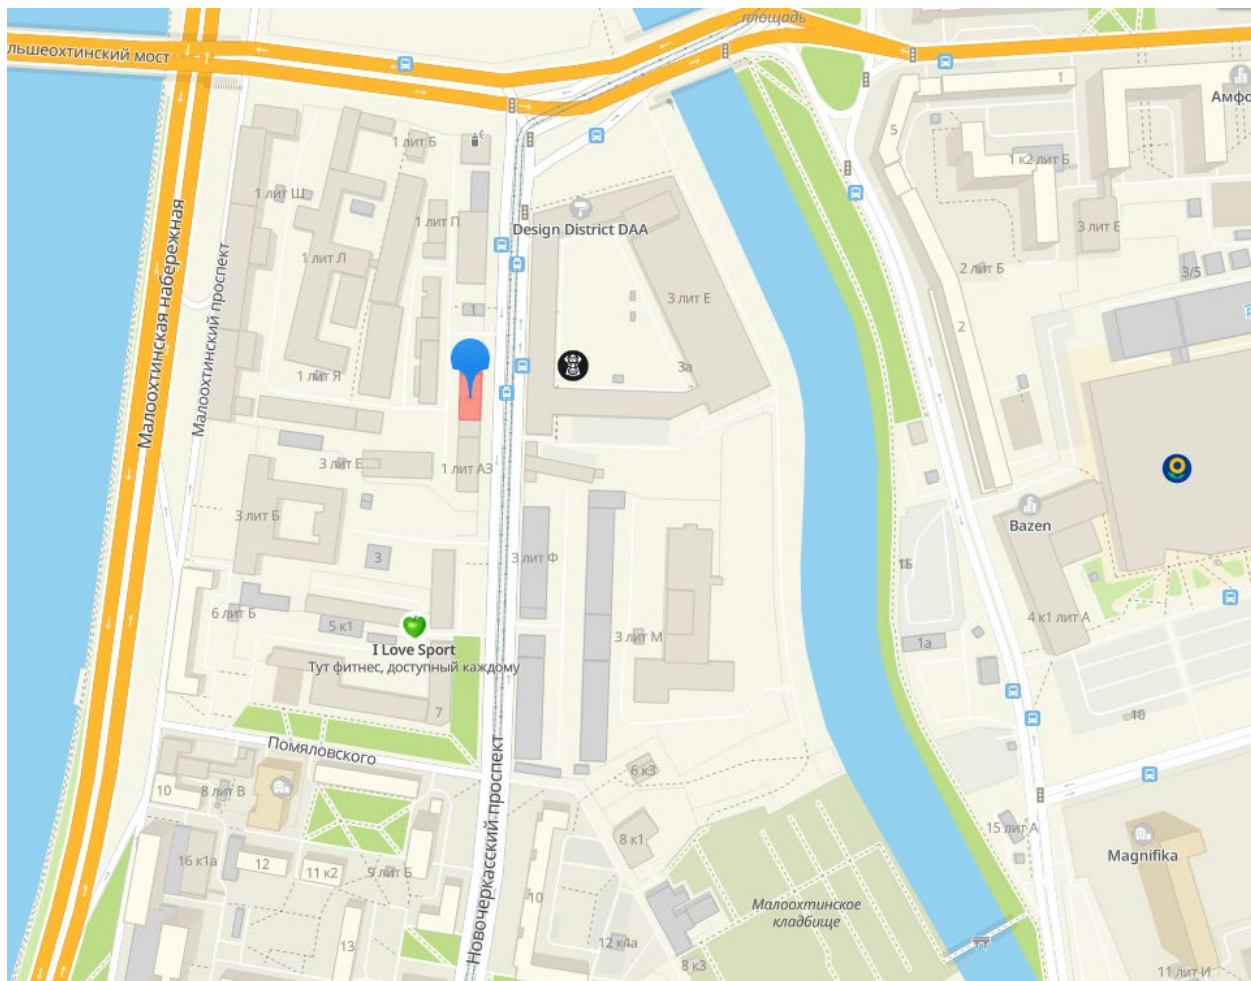 площадь
льшеохтинский мост
1
Амфо
5
1 лит Б
1 к2 лит Б
1 лит Ш
1 лит П
Design District DAA
3 лит Е
Малоохтинская набережная
Малоохтинский проспект
1 лит Л
2 лит Б
3/5
3 лит Е
1
2
3а
1 лит Я
3 лит Е
1 лит АЗ
3 лит Б
Bazen
3
3 лит Ф
1Б
6 лит Б
5 к1
4 к1 лит А
I Love Sport
Тут фитнес, доступный каждому
3 лит М
1а
7
10
Помяловского
Новочеркасский проспект
6 к3
10
8 лит В
8 к1
15 лит А
Magnifika
16 к1а
12
11 к2
9 лит Б
10
Малоохтинское
кладбище
13
12 к4а
8 к3
11 лит И